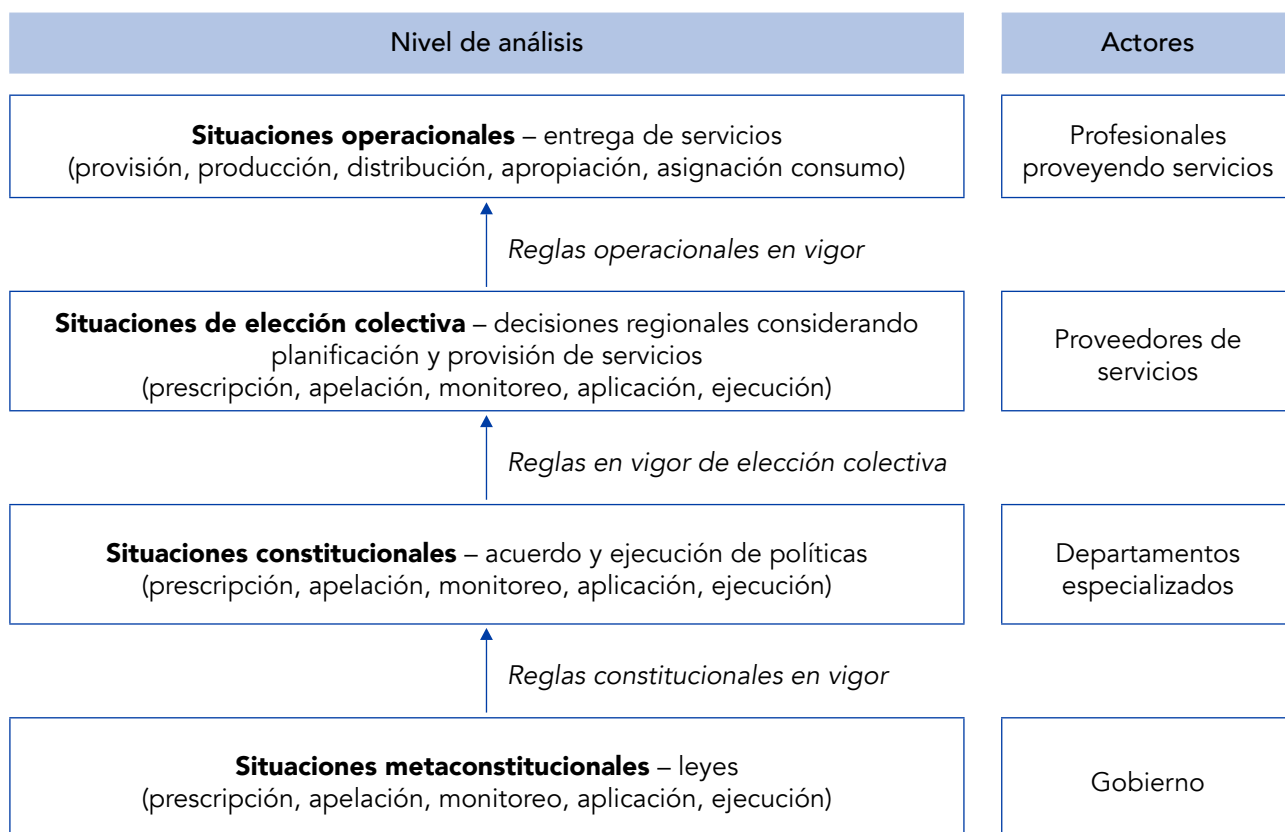 Nivel de análisis
Actores
Situaciones operacionales – entrega de servicios
(provisión, producción, distribución, apropiación, asignación consumo)
Profesionales
proveyendo servicios
Reglas operacionales en vigor
Situaciones de elección colectiva – decisiones regionales considerando
planificación y provisión de servicios
(prescripción, apelación, monitoreo, aplicación, ejecución)
Proveedores de
servicios
Reglas en vigor de elección colectiva
Situaciones constitucionales – acuerdo y ejecución de políticas
(prescripción, apelación, monitoreo, aplicación, ejecución)
Departamentos
especializados
Reglas constitucionales en vigor
Situaciones metaconstitucionales – leyes
(prescripción, apelación, monitoreo, aplicación, ejecución)
Gobierno